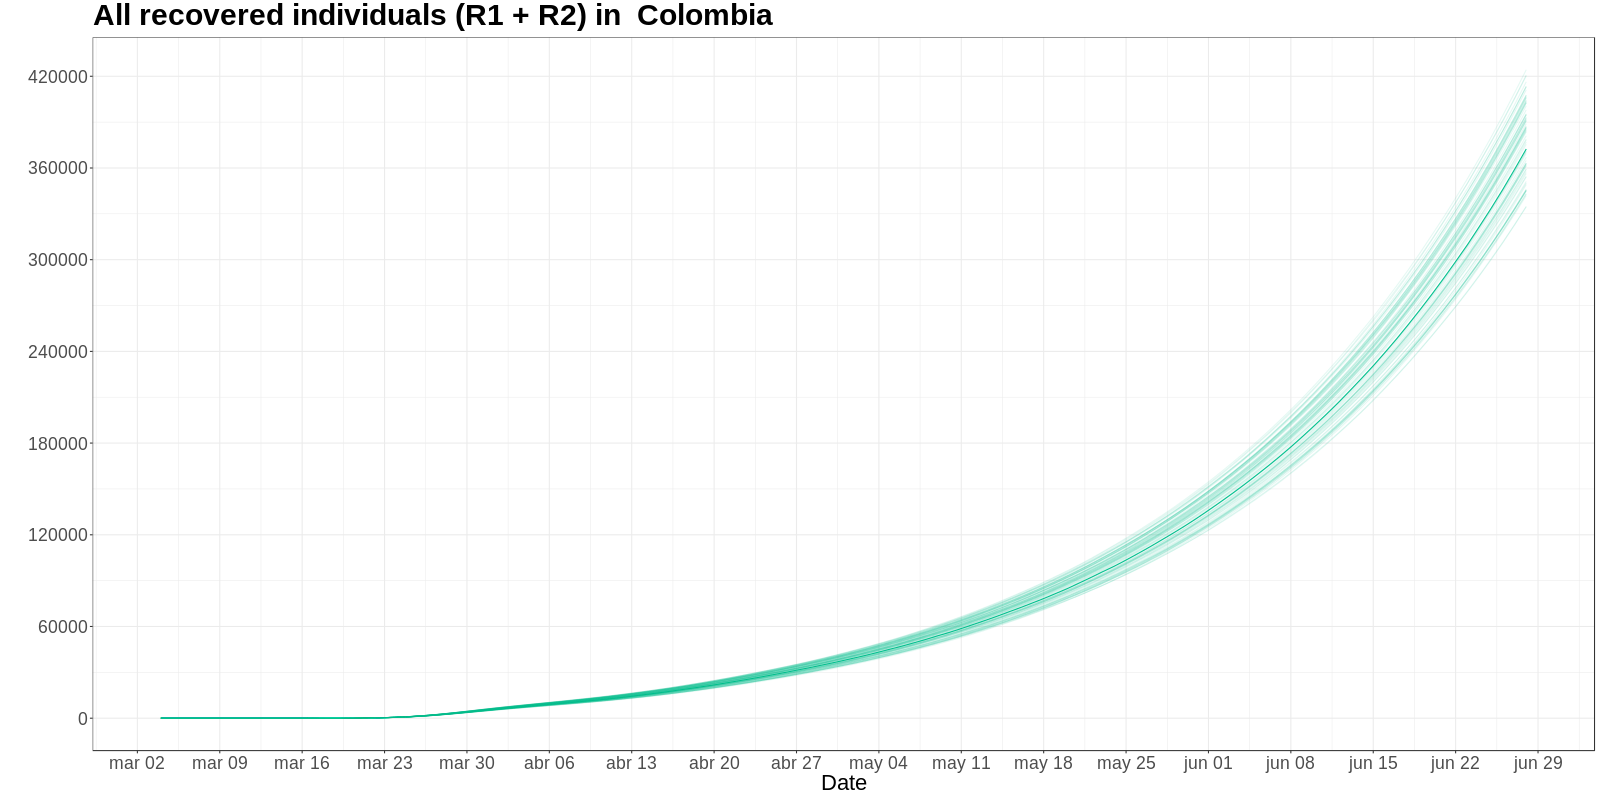 All recovered individuals (R1 + R2) in  Colombia
420000
360000
300000
240000
180000
120000
60000
0
mar 02 mar 09 mar 16 mar 23 mar 30 abr 06 abr 13 abr 20 abr 27 may 04 may 11 may 18 may 25 jun 01 jun 08 jun 15 jun 22 jun 29
Date